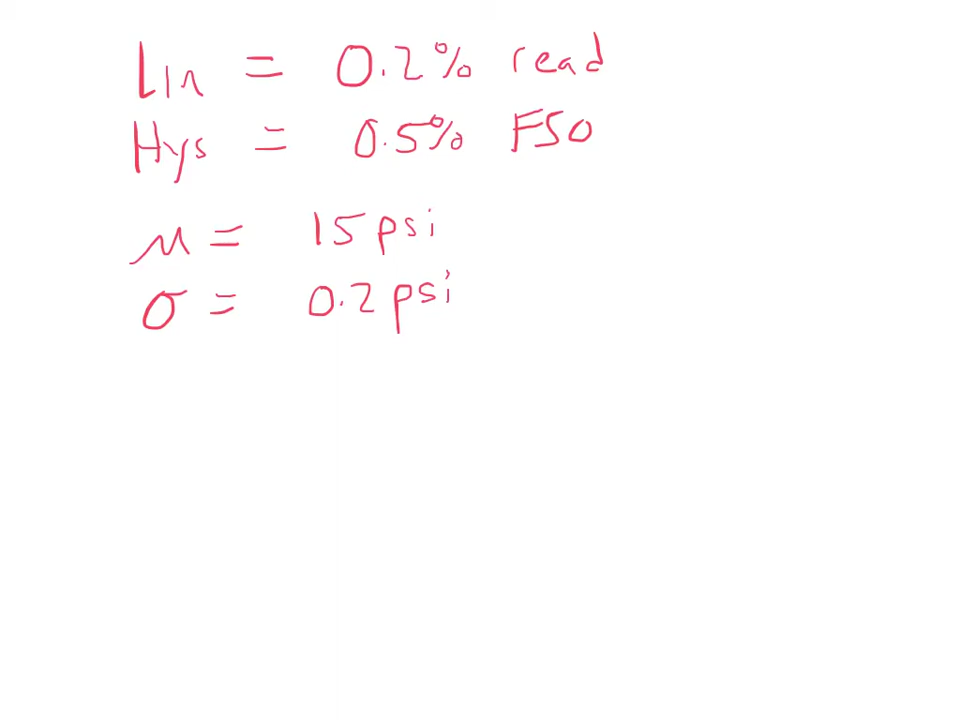 Lin = 0.2% read
Hys = 0.5% FSO
μ = 15 psi
σ = 0.2 psi